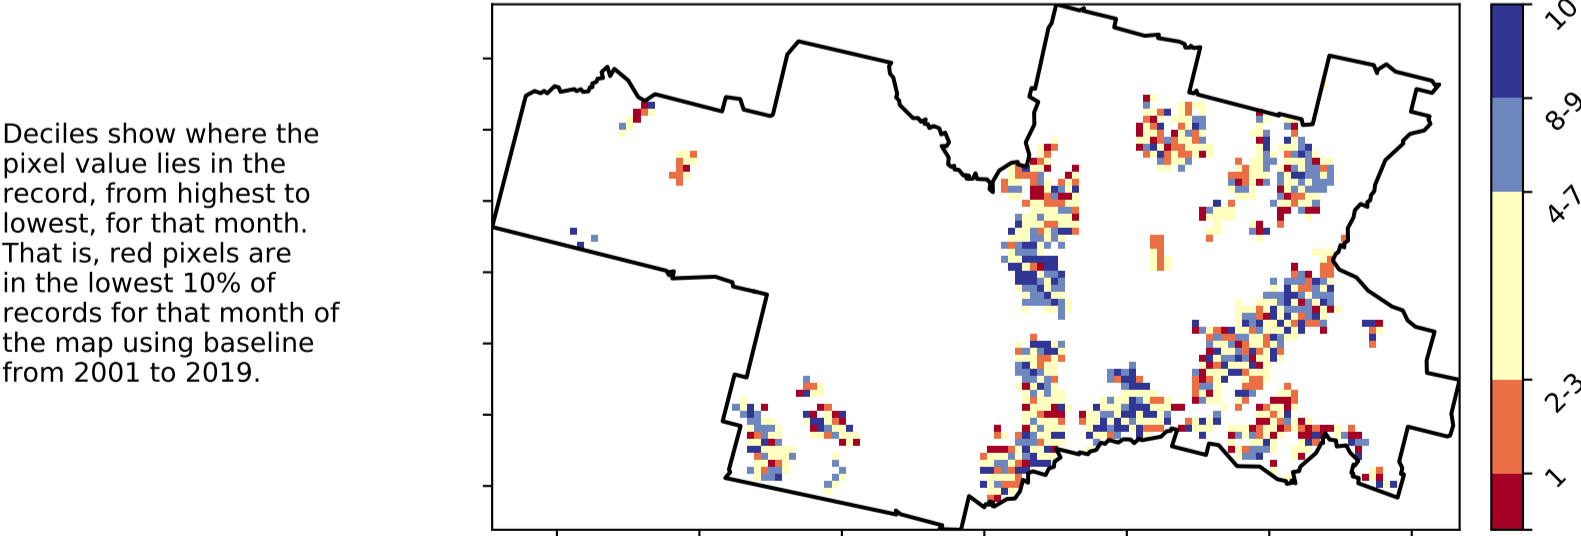 Deciles show where the
pixel value lies in the
record, from highest to
lowest, for that month.
That is, red pixels are
in the lowest 10% of
records for that month of
the map using baseline
from 2001 to 2019.
10
8-9
4-7
2-3
1